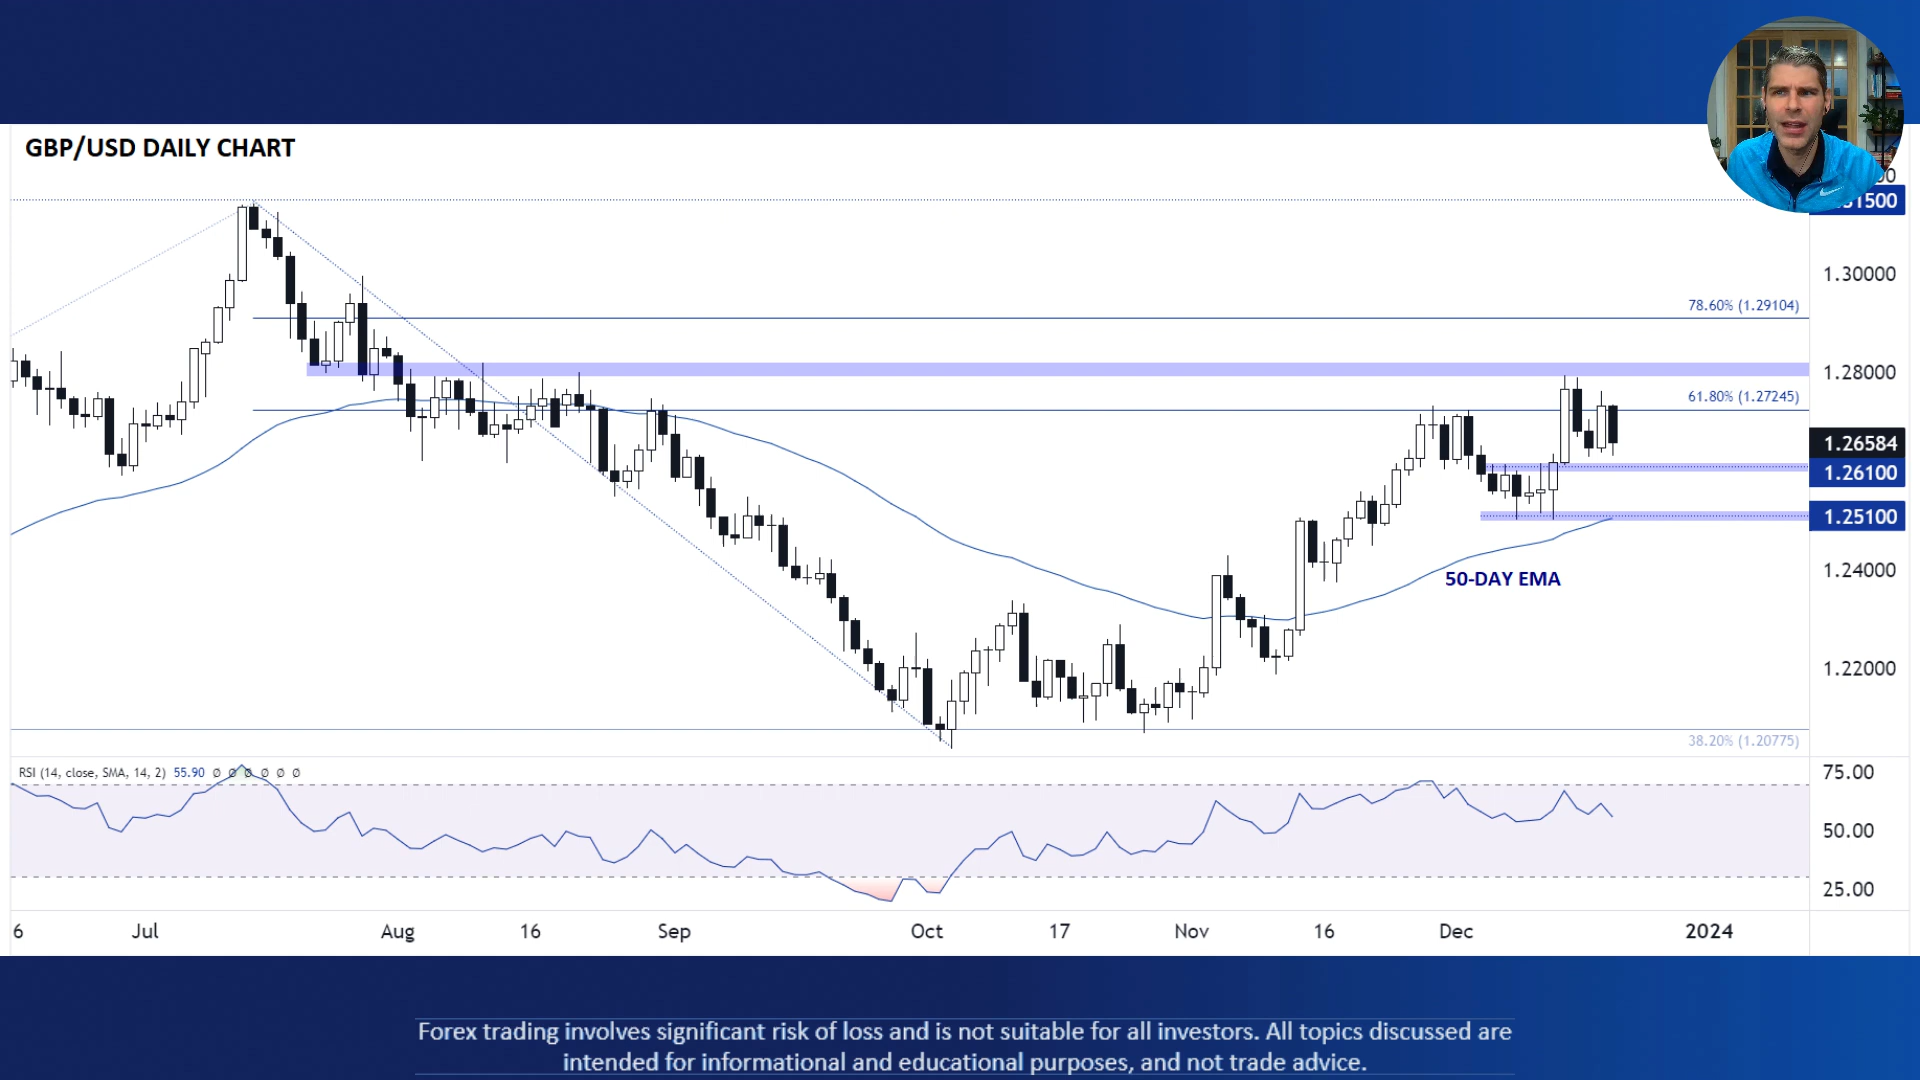 GBP/USD DAILY CHART
1500
1.30000
78.60% (1.29104)
1.28000
61.80% (1.27245)
1.26584
1.26100
1.25100
1.24000
50-DAY EMA
1.22000
38.20% (1.20775)
RSI (14, close, SMA, 14, 2) 55.90 Ø Ø Ø Ø Ø Ø
75.00
50.00
25.00
6 Jul Aug 16 Sep Oct 17 Nov 16 Dec 2024
Forex trading involves significant risk of loss and is not suitable for all investors. All topics discussed are
intended for informational and educational purposes, and not trade advice.